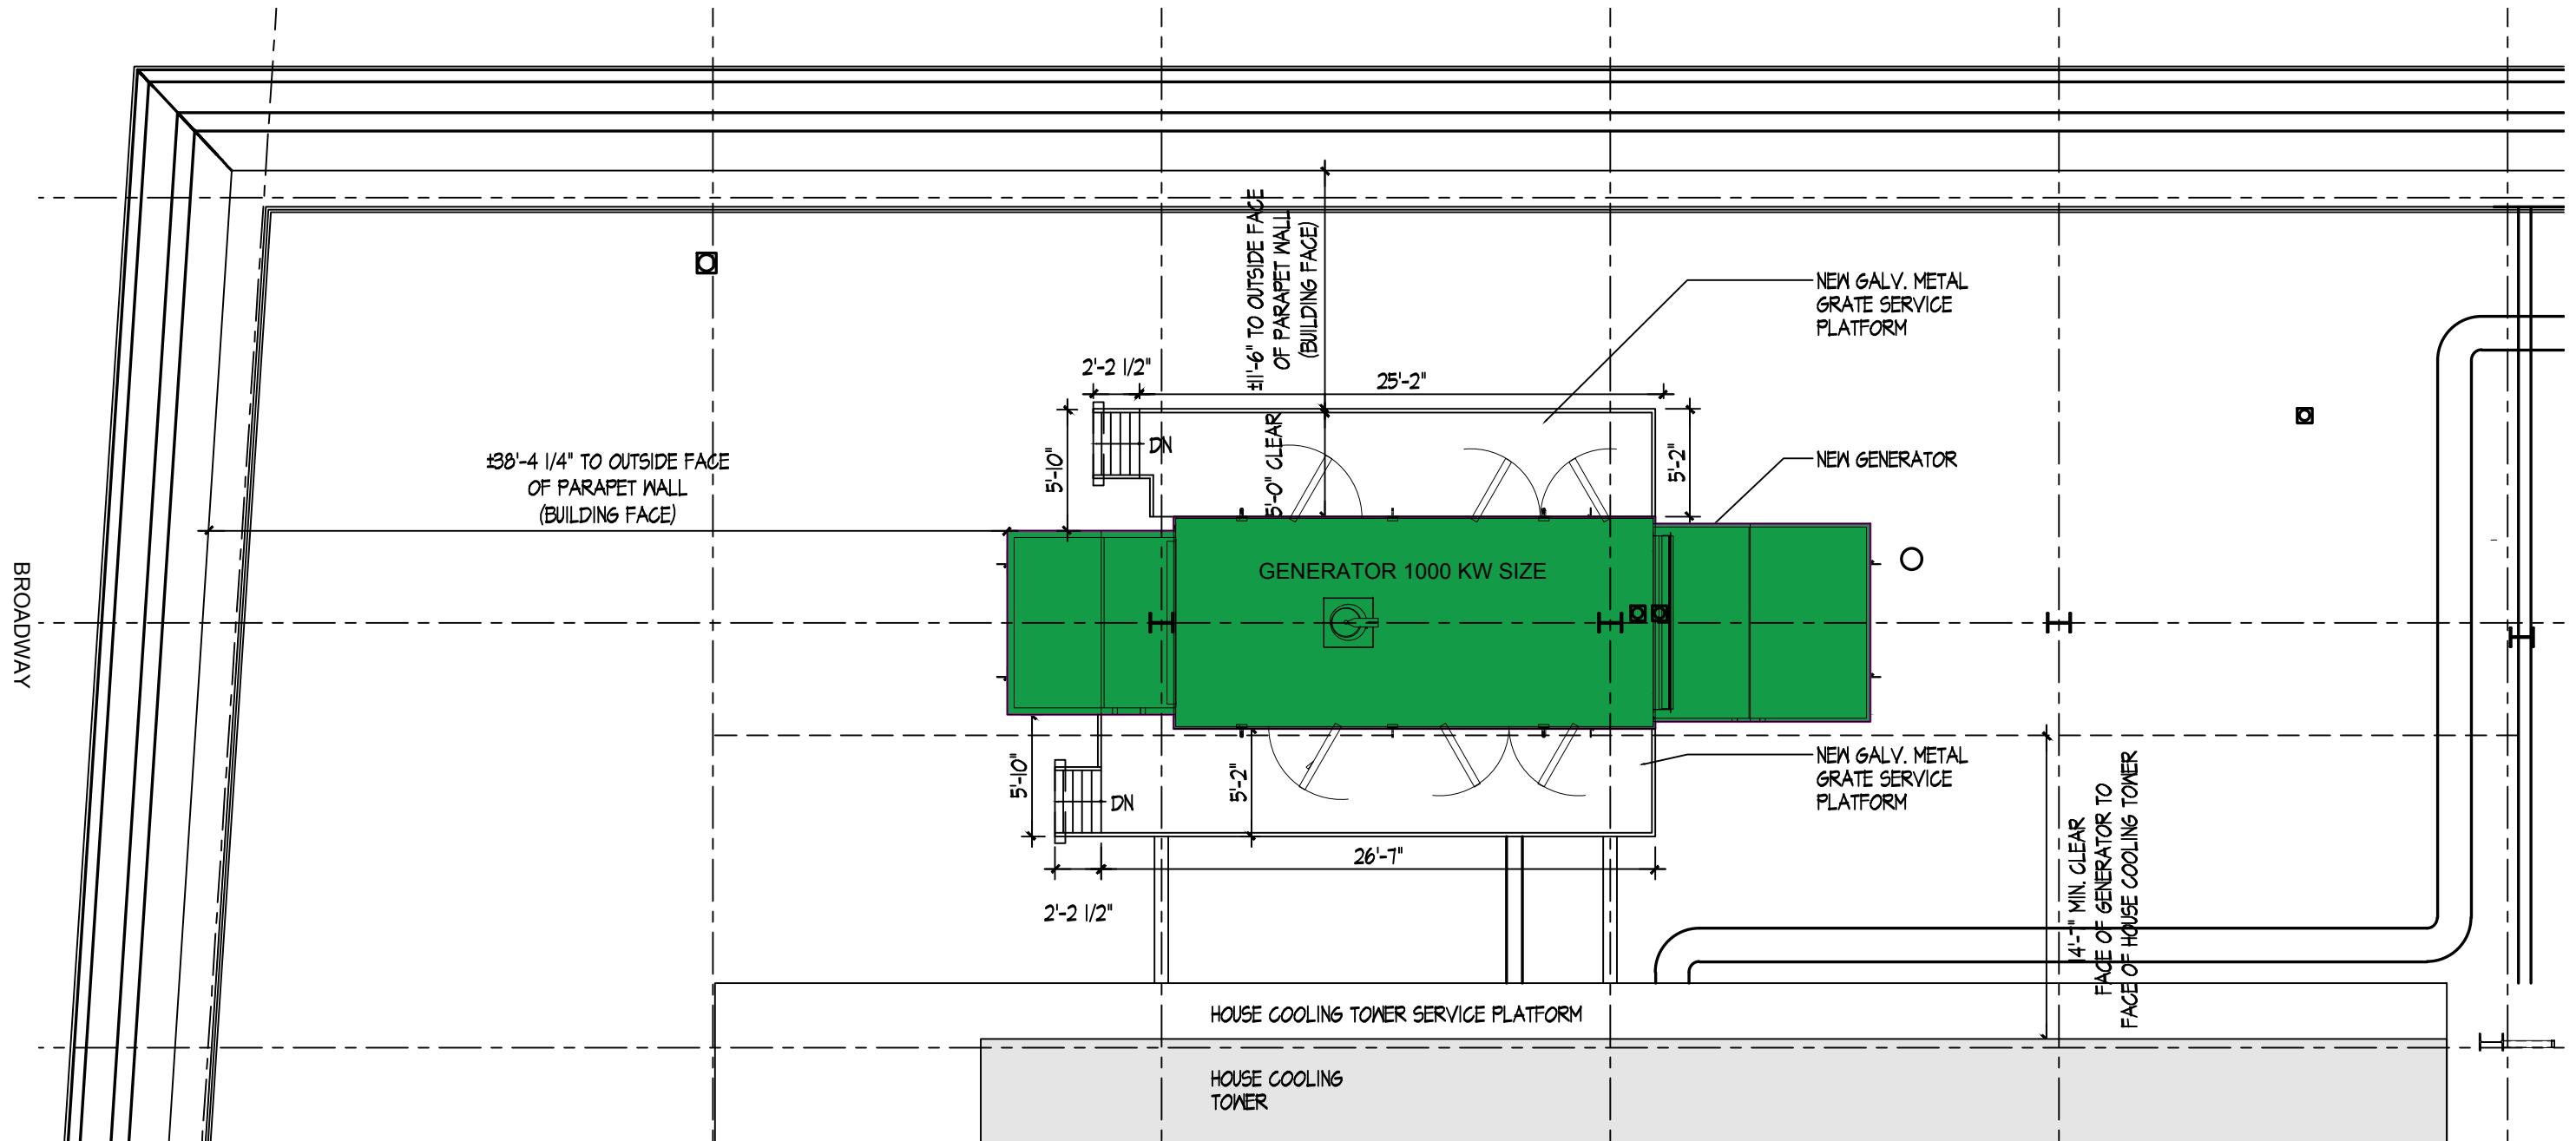 ±11'-6" TO OUTSIDE FACE
OF PARAPET WALL
(BUILDING FACE)
NEW GALV. METAL
GRATE SERVICE
PLATFORM
2'-2 1/2"
25'-2"
DN
5'-10"
5'-0" CLEAR
5'-2"
±38'-4 1/4" TO OUTSIDE FACE
OF PARAPET WALL
(BUILDING FACE)
NEW GENERATOR
BROADWAY
GENERATOR 1000 KW SIZE
5'-10"
DN
5'-2"
NEW GALV. METAL
GRATE SERVICE
PLATFORM
26'-7"
2'-2 1/2"
14'-7" MIN. CLEAR
FACE OF GENERATOR TO
FACE OF HOUSE COOLING TOWER
HOUSE COOLING TOWER SERVICE PLATFORM
HOUSE COOLING
TOWER